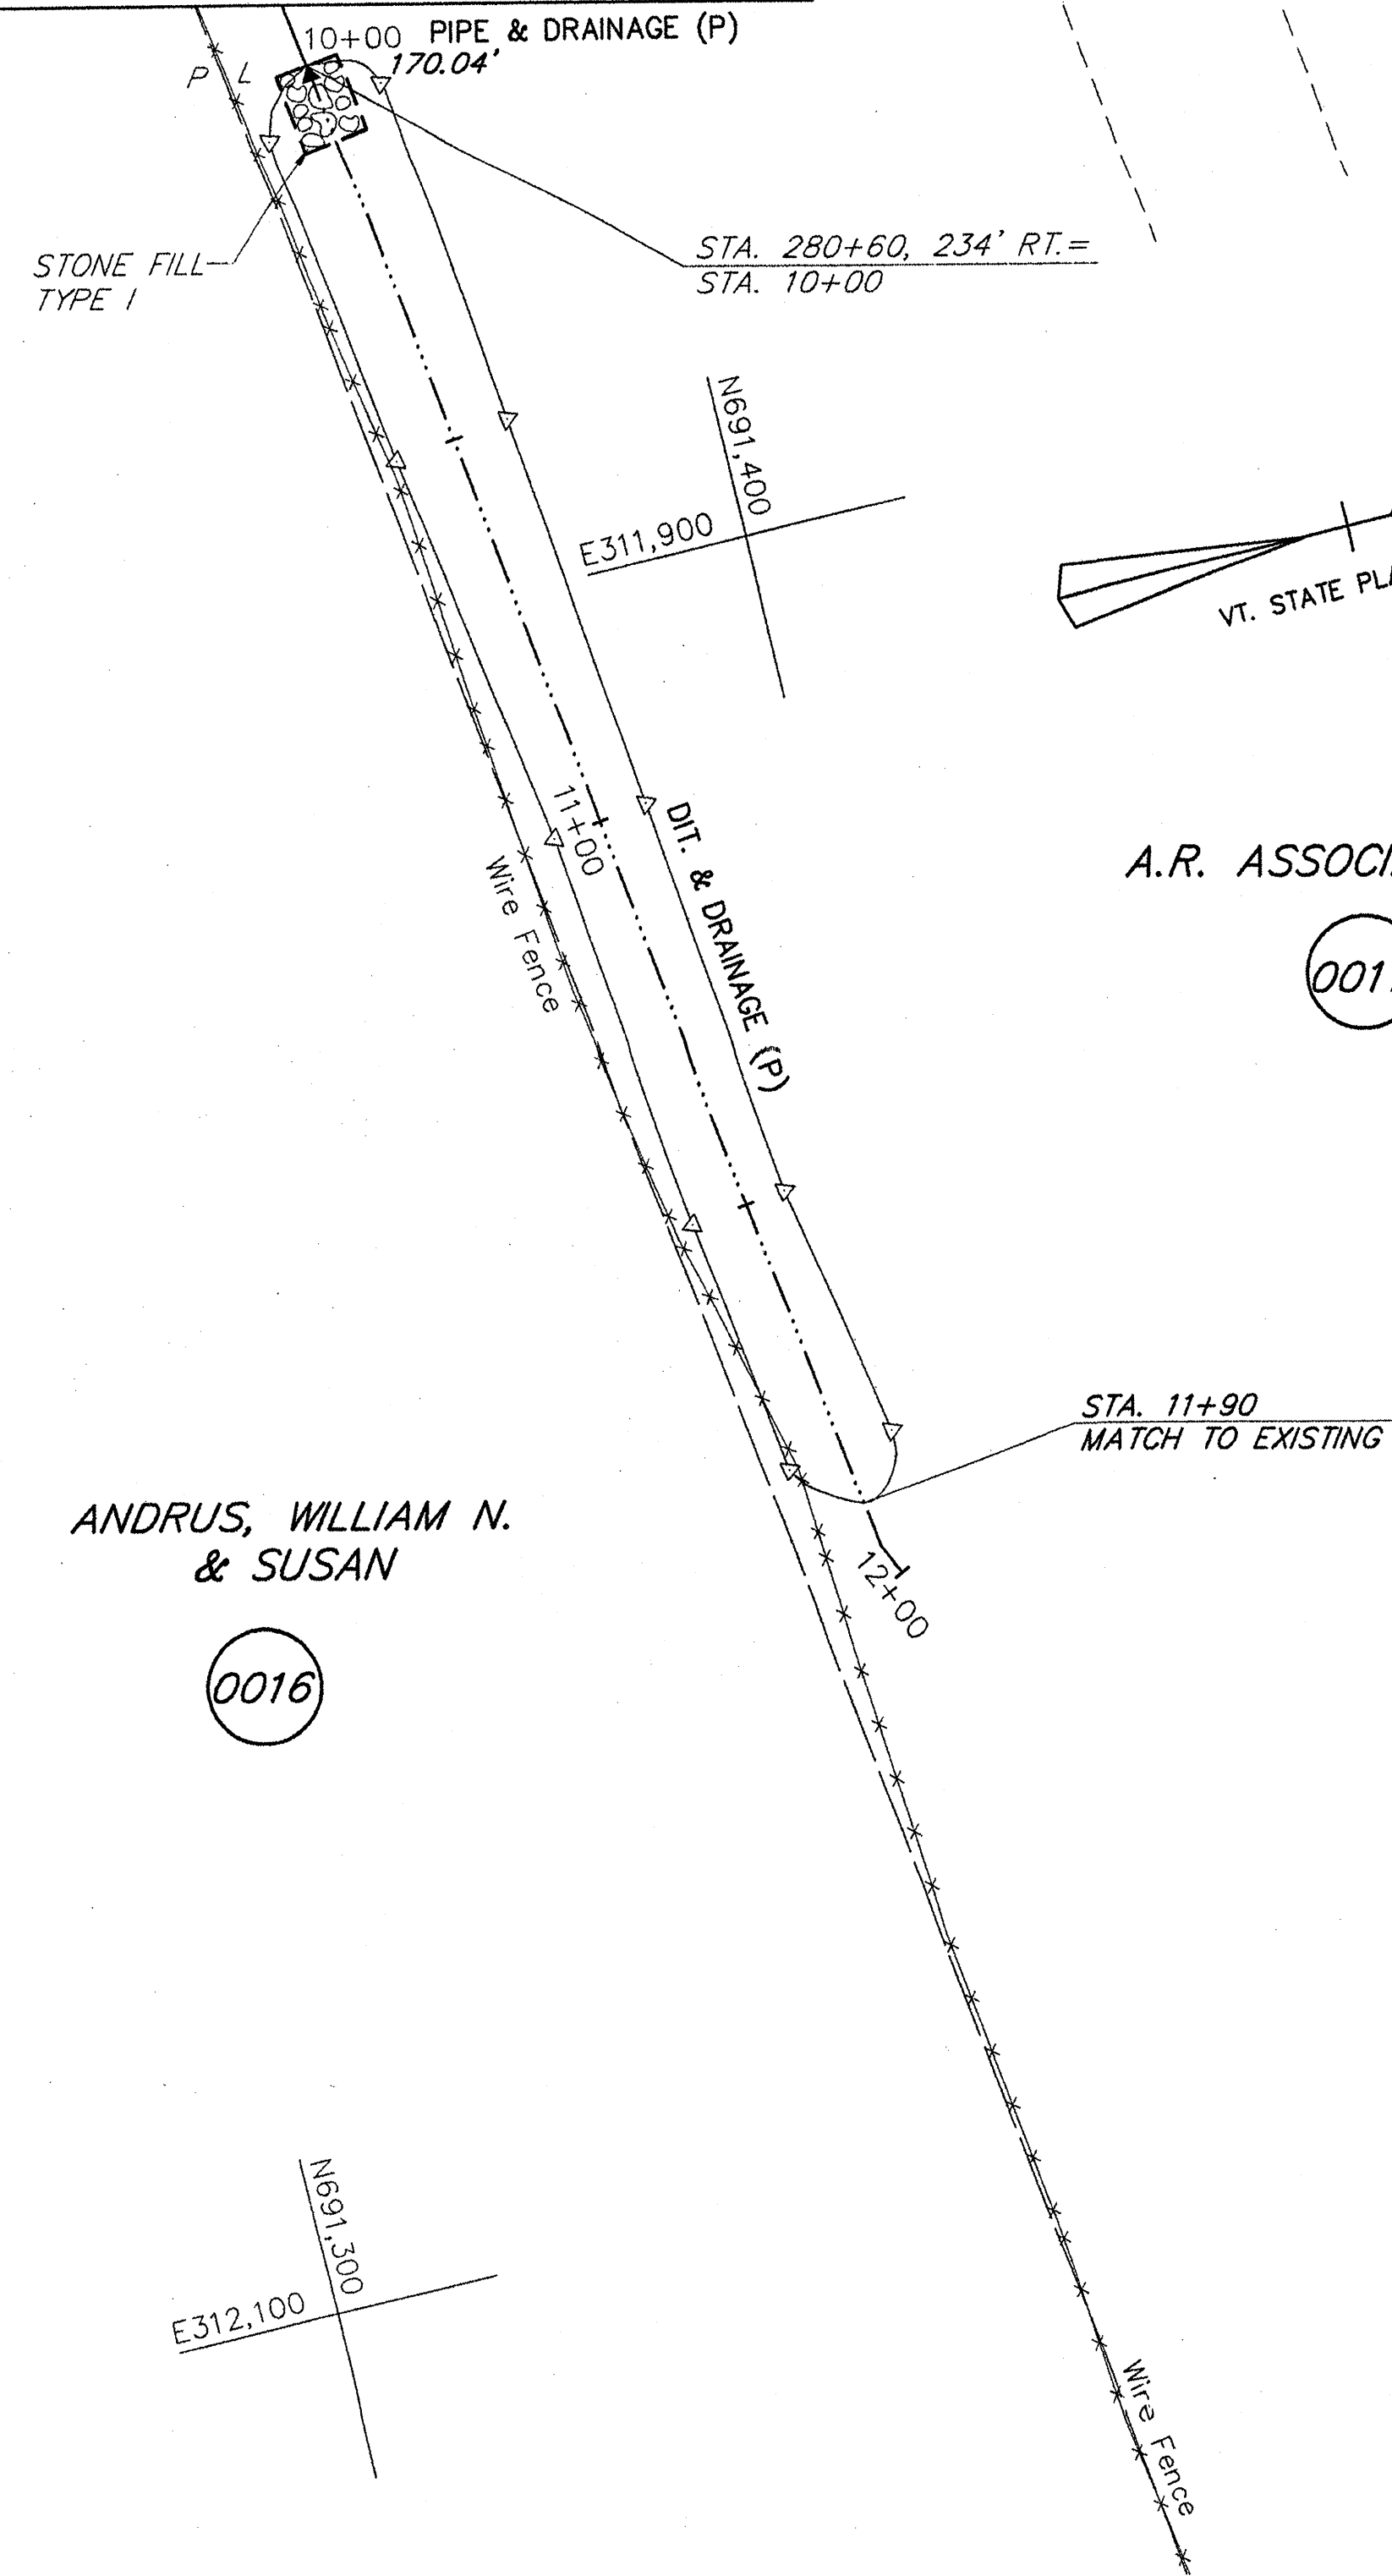 10+00 PIPE & DRAINAGE (P)
170.04'
P L
STA. 280+60, 234' RT.=
STA. 10+00
STONE FILL
TYPE I
N691,400
E311,900
VT. STATE
A.R.
11+00
DIT. & DRAINAGE (P)
Wire Fence
STA. 11+90
MATCH TO EXISTING
ANDRUS, WILLIAM N.
& SUSAN
12+00
0016
N691,300
E312,100
Wire Fence